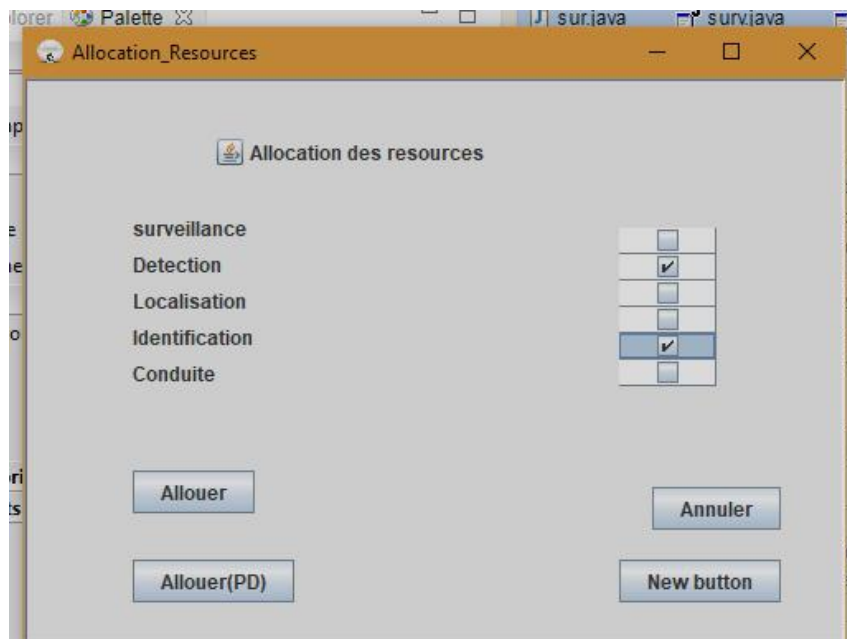 Palette
sur.java surv.java
Allocation_Resources
Allocation des resources
surveillance
Detection
Localisation
Identification
Conduite
Allouer
Annuler
Allouer(PD)
New button